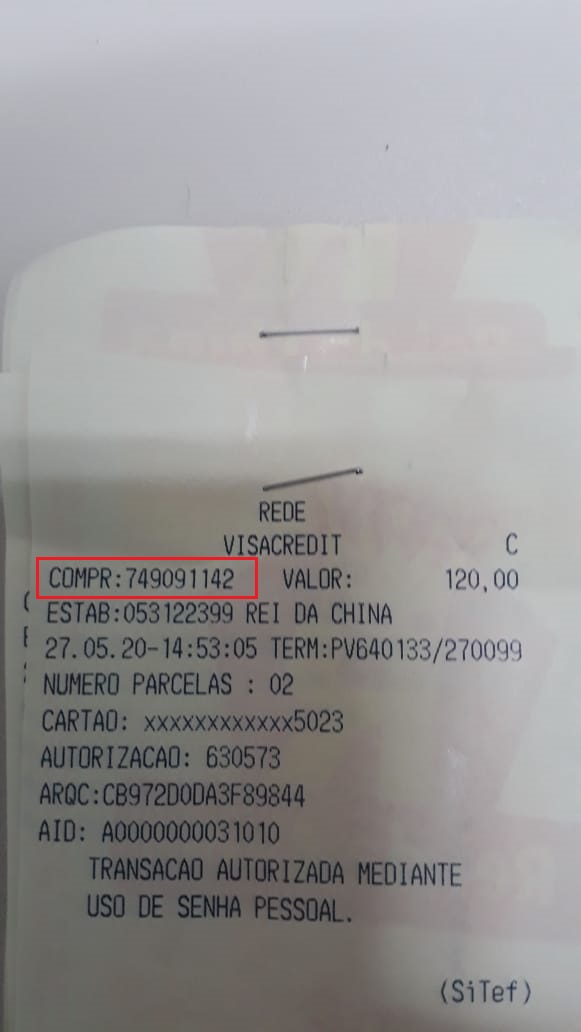 REDE
VISACREDIT C
COMPR:749091142 VALOR: 120,00
ESTAB:053122399 REI DA CHINA
27.05.20-14:53:05 TERM:PV640133/270099
NUMERO PARCELAS : 02
CARTAO: xxxxxxxxxxxx5023
AUTORIZACAO: 630573
ARQC:CB972D0DA3F89844
AID: A0000000031010
TRANSACAO AUTORIZADA MEDIANTE
USO DE SENHA PESSOAL.
(SiTef)